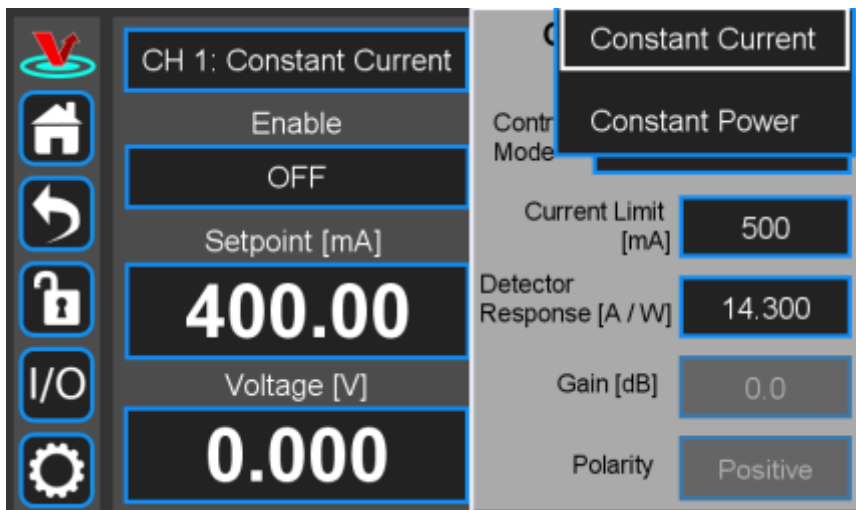 CH 1: Constant Current
Enable
OFF
Setpoint [mA]
400.00
Voltage [V]
0.000
I/O
Constant Current
Constant Power
Contr
Mode
Current Limit
[mA]
500
Detector
Response [A / W]
14.300
Gain [dB]
0.0
Polarity
Positive